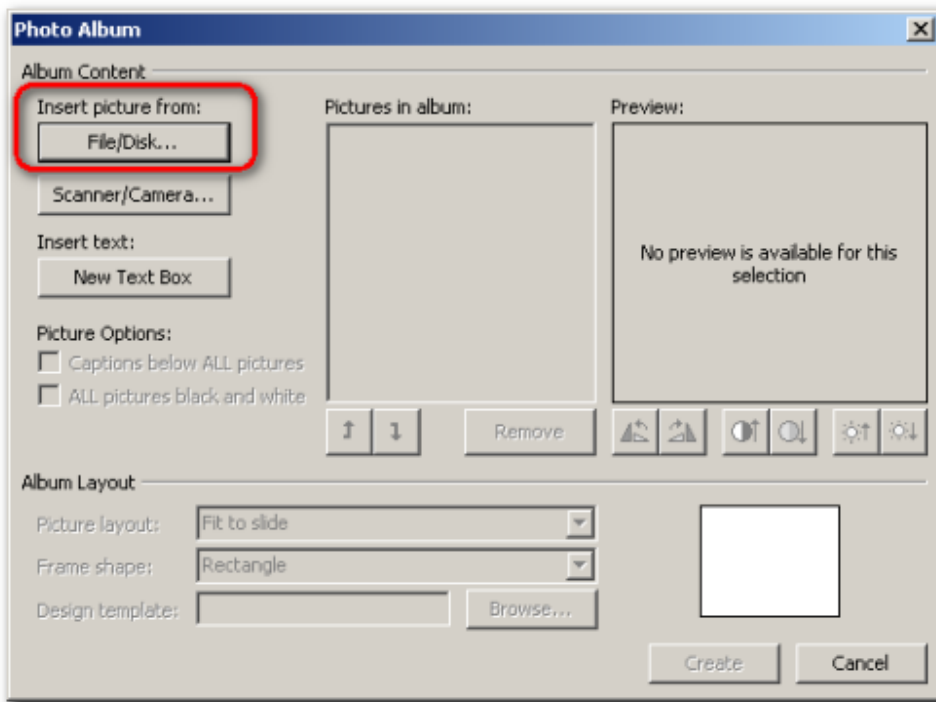 Photo Album
Album Content
Insert picture from:
File/Disk...
Scanner/Camera...
Insert text:
New Text Box
Picture Options:
Captions below ALL pictures
ALL pictures black and white
Pictures in album:
Remove
Preview:
No preview is available for this
selection
Album Layout
Picture layout:
Fit to slide
Frame shape:
Rectangle
Design template:
Browse...
Create
Cancel